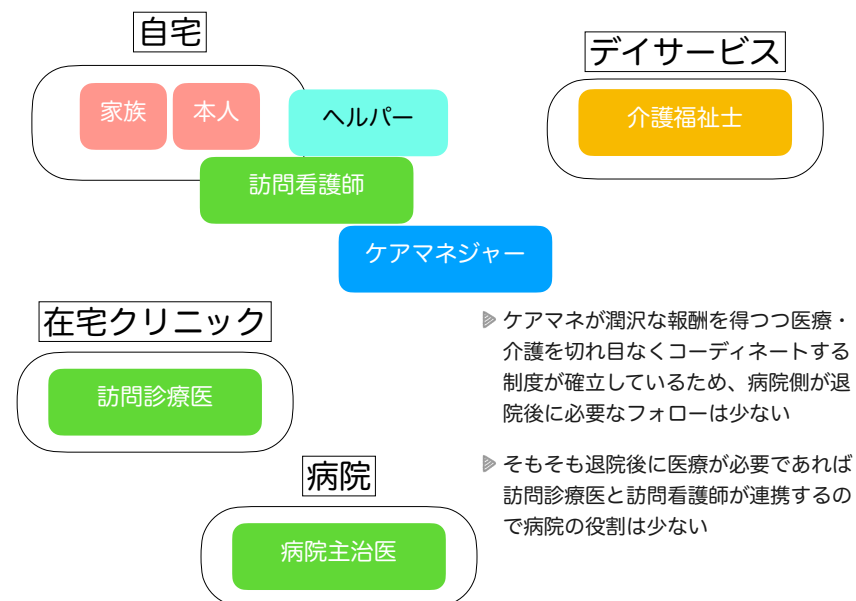 自宅
デイサービス
家族
本人
ヘルパー
介護福祉士
訪問看護師
ケアマネジャー
在宅クリニック
訪問診療医
病院
病院主治医
ケアマネが潤沢な報酬を得つつ医療・
介護を切れ目なくコーディネートする
制度が確立しているため、病院側が退
院後に必要なフォローは少ない
そもそも退院後に医療が必要であれば
訪問診療医と訪問看護師が連携するの
で病院の役割は少ない